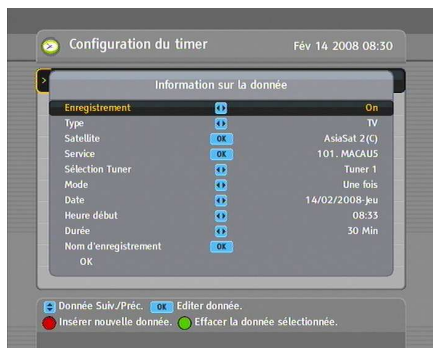 Configuration du timer Fév 14 2008 08:30
Information sur la donnée
Enregistrement On
Type TV
Satellite OK AsiaSat 2(C)
Service OK 101. MACAU5
Sélection Tuner Tuner 1
Mode Une fois
Date 14/02/2008-Jeu
Heure début 08:33
Durée 30 Min
Nom d'enregistrement OK
OK
Donnée Suiv./Préc. OK Editer donnée.
Insérer nouvelle donnée. Effacer la donnée sélectionnée.